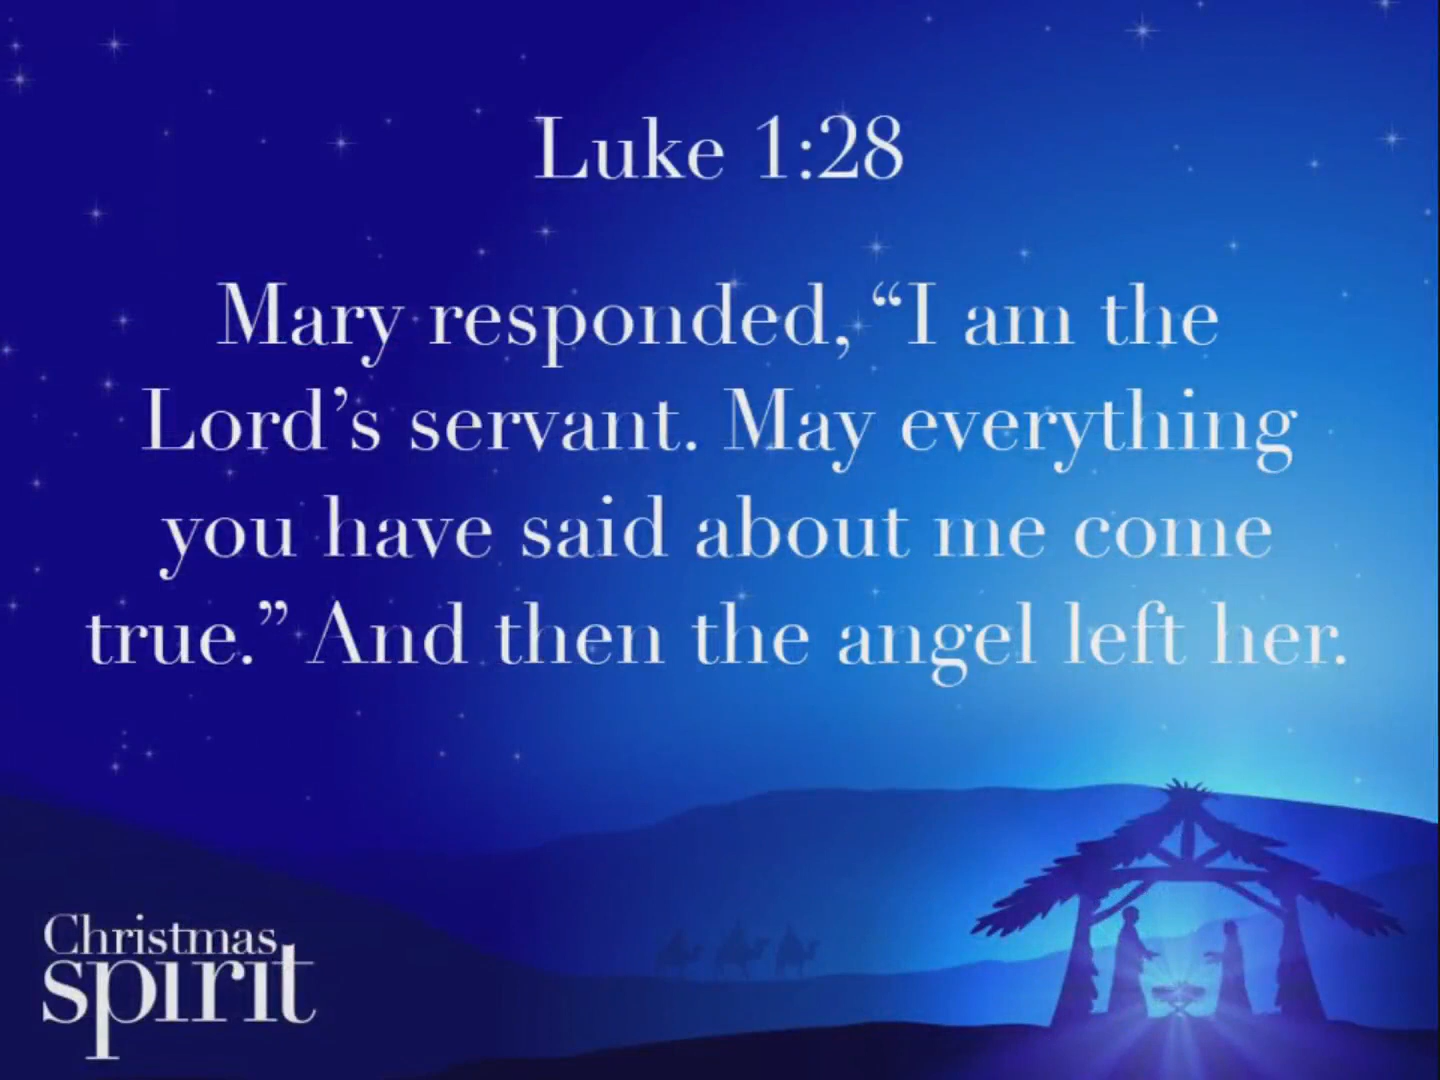 Luke 1:28
Mary responded, “I am the
Lord’s servant. May everything
you have said about me come
true.” And then the angel left her.
Christmas
spirit